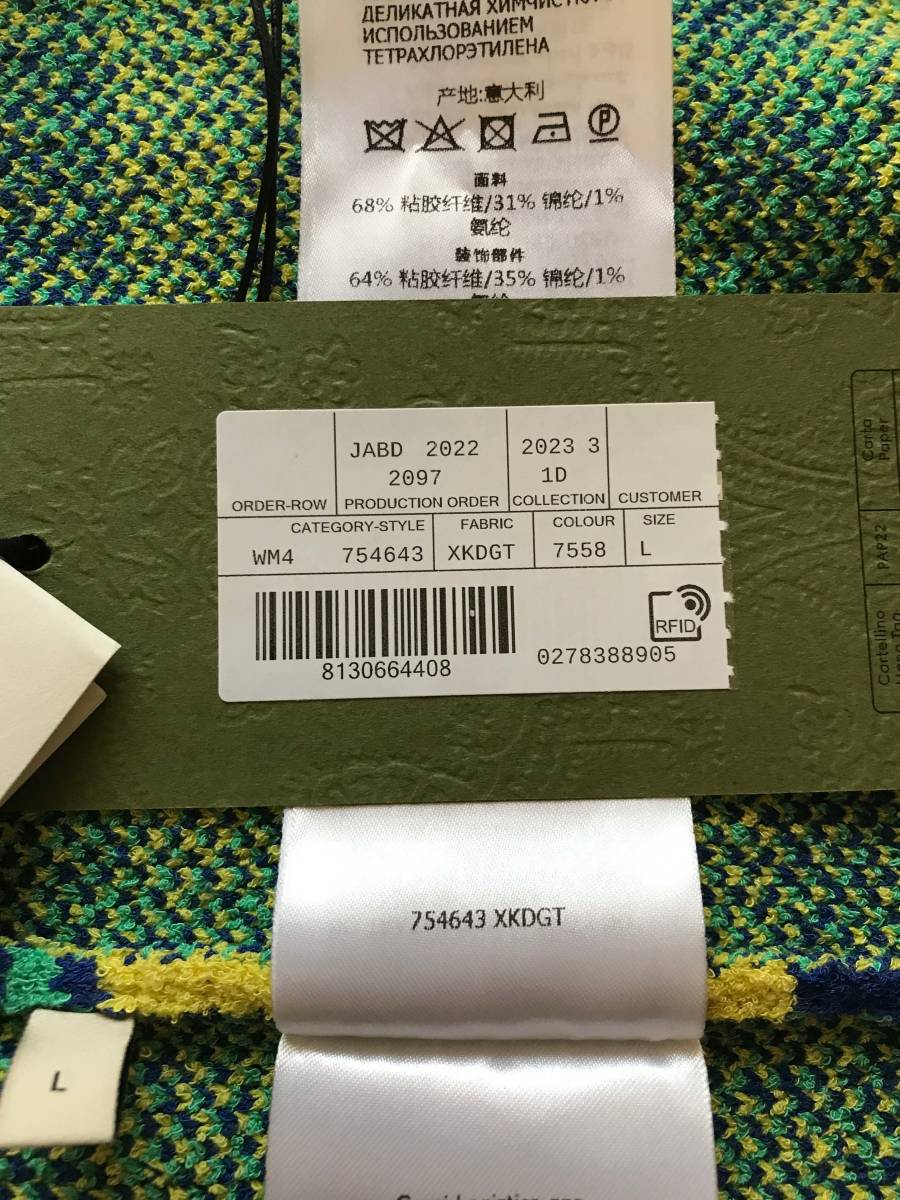 ДЕЛИКАТНАЯ ХИМЧИСТКА
ИСПОЛЬЗОВАНИЕМ
ТЕТРАХЛОРЭТИЛЕНА
产地:意大利
P
面料
68% 粘胶纤维/31% 锦纶/1%
氨纶
装饰部件
64% 粘胶纤维/35% 锦纶/1%
JABD 2022 2023 3
2097 1D
ORDER-ROW PRODUCTION ORDER COLLECTION CUSTOMER
CATEGORY-STYLE FABRIC COLOUR SIZE
WM4 754643 XKDGT 7558 L
RFID
8130664408 0278388905
Carta
Paper
PAP22
Cartellino
754643 XKDGT
L